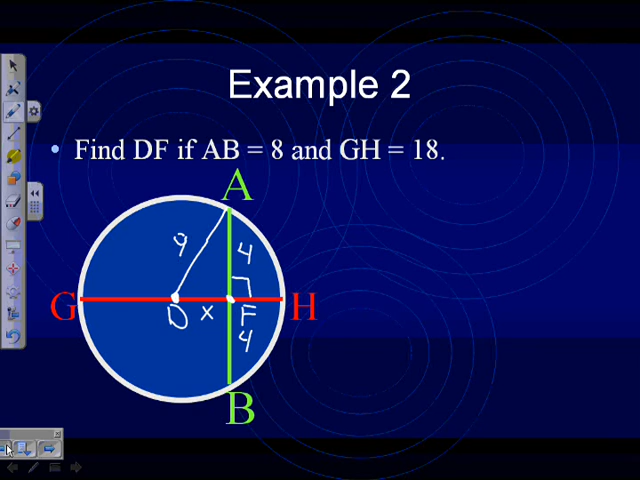 Example 2
• Find DF if AB = 8 and GH = 18.
A
9
4
G
H
D
x
F
4
B